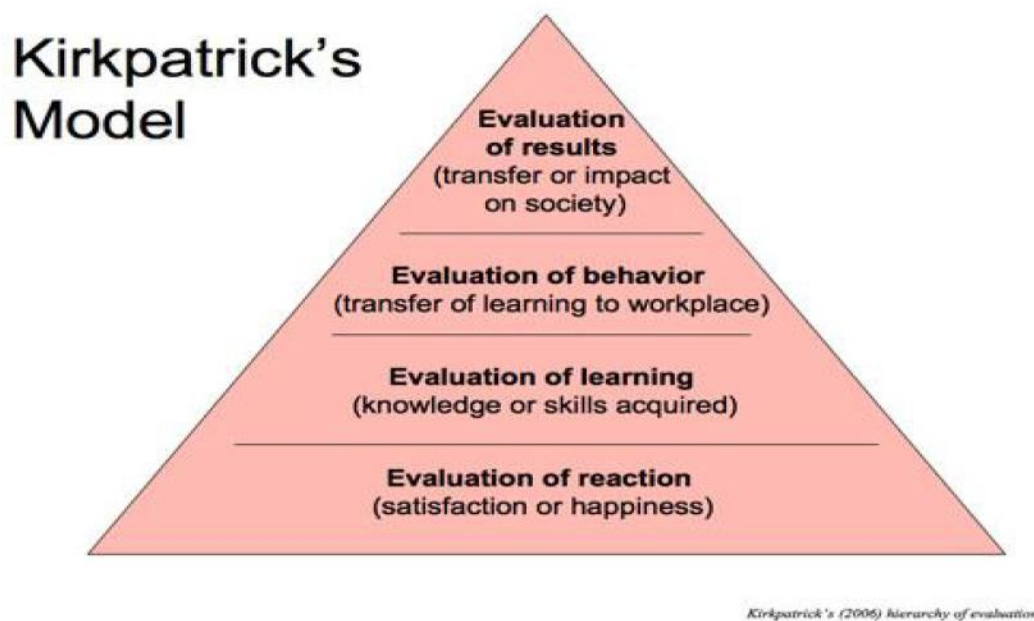 Kirkpatrick's
Model
Evaluation
of results
(transfer or impact
on society)
Evaluation of behavior
(transfer of learning to workplace)
Evaluation of learning
(knowledge or skills acquired)
Evaluation of reaction
(satisfaction or happiness)
Kirkpatrick's (2006) hierarchy of evaluation